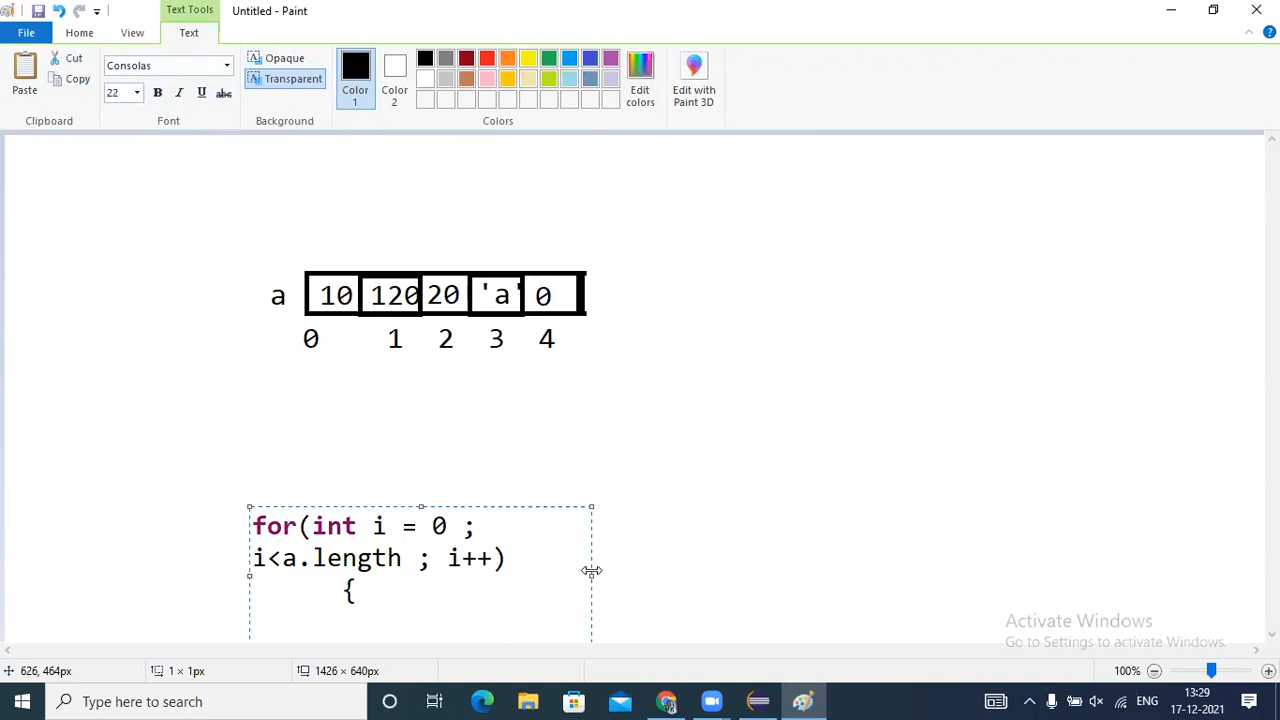 Text Tools
Untitled - Paint
File
Home
View
Text
Paste
Cut
Copy
Clipboard
Consolas
22
B I U abc
Font
Opaque
Transparent
Background
Color 1
Color 2
Edit colors
Colors
Edit with Paint 3D
a 10 120 20 'a' 0
0 1 2 3 4
for(int i = 0 ;
i<a.length ; i++)
{
Activate Windows
Go to Settings to activate Windows.
626, 464px
1 × 1px
1426 × 640px
100%
Type here to search
ENG
13:29
17-12-2021